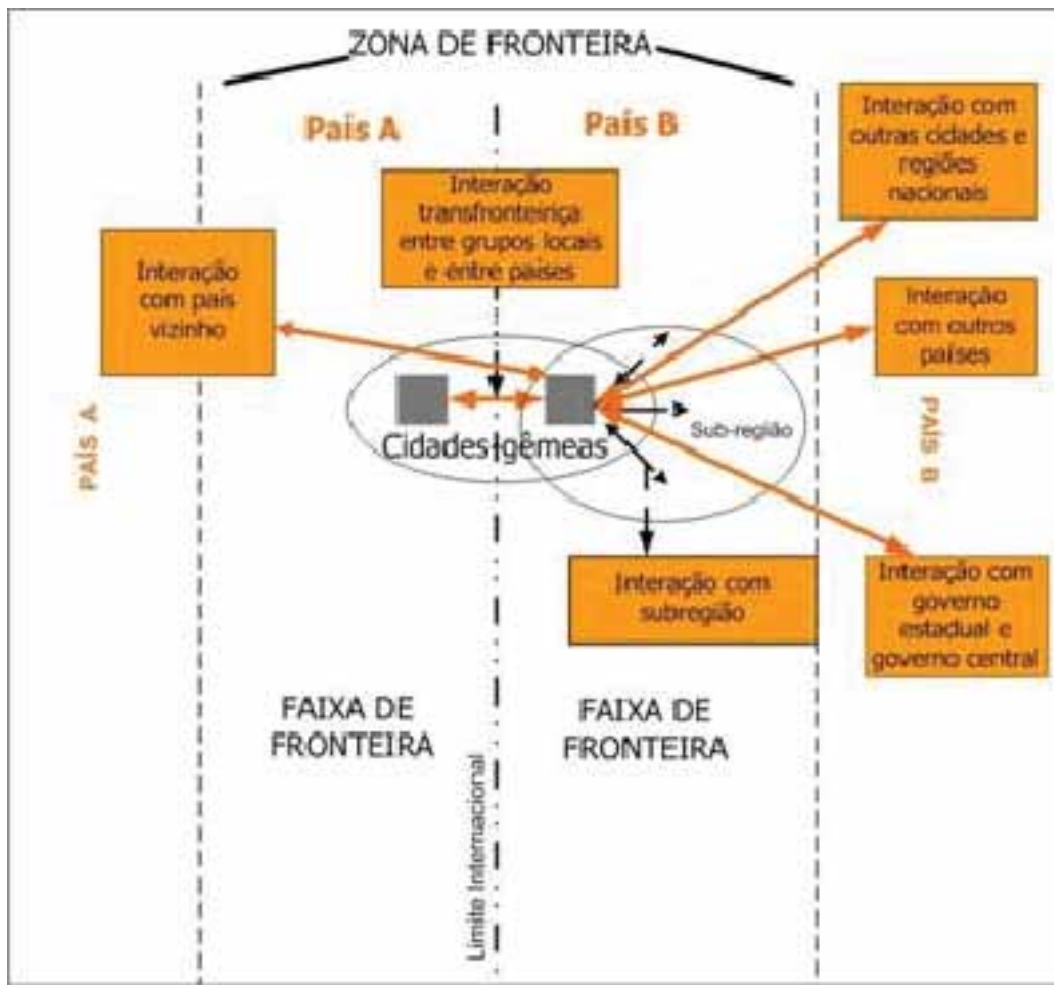 ZONA DE FRONTEIRA
País A
País B
Interação com
outras cidades e
regiões
nacionais
Interação
transfronteiriça
entre grupos locais
e entre países
Interação
com país
vizinho
Interação
com outros
países
Cidades-gêmeas
Sub-região
PAÍS A
PAÍS B
Interação com
subregião
Interação com
governo
estadual e
governo central
FAIXA DE
FRONTEIRA
FAIXA DE
FRONTEIRA
Limite Internacional